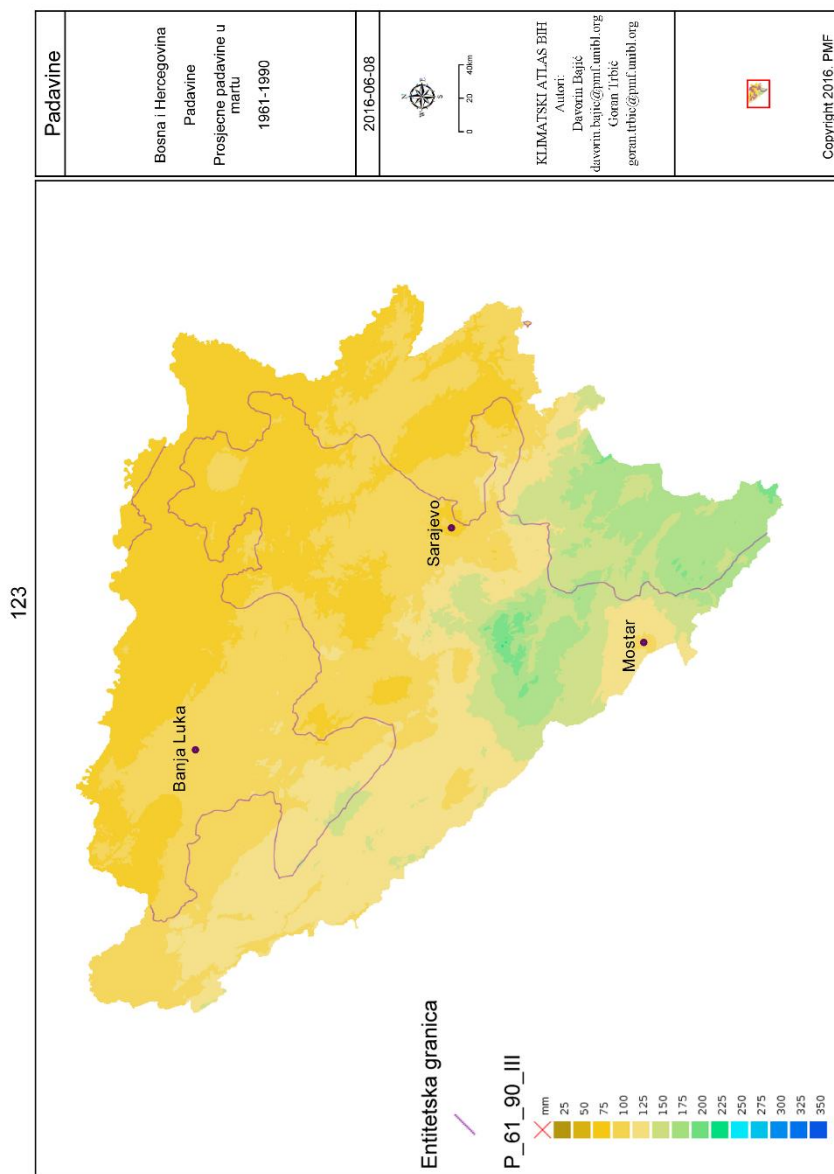 123
Padavine
Bosna i Hercegovina
Padavine
Prosjecne padavine u
martu
1961-1990
2016-06-08
N
W
E
S
0
20
40km
KLIMATSKI ATLAS BIH
Autori:
Davorin Bajić
davorin.bajic@pmf.unibl.org
Goran Trbić
goran.trbic@pmf.unibl.org
Copyright 2016, PMF
Banja Luka
Sarajevo
Mostar
Entitetska granica
P_61_90_III
mm
25
50
75
100
125
150
175
200
225
250
275
300
325
350